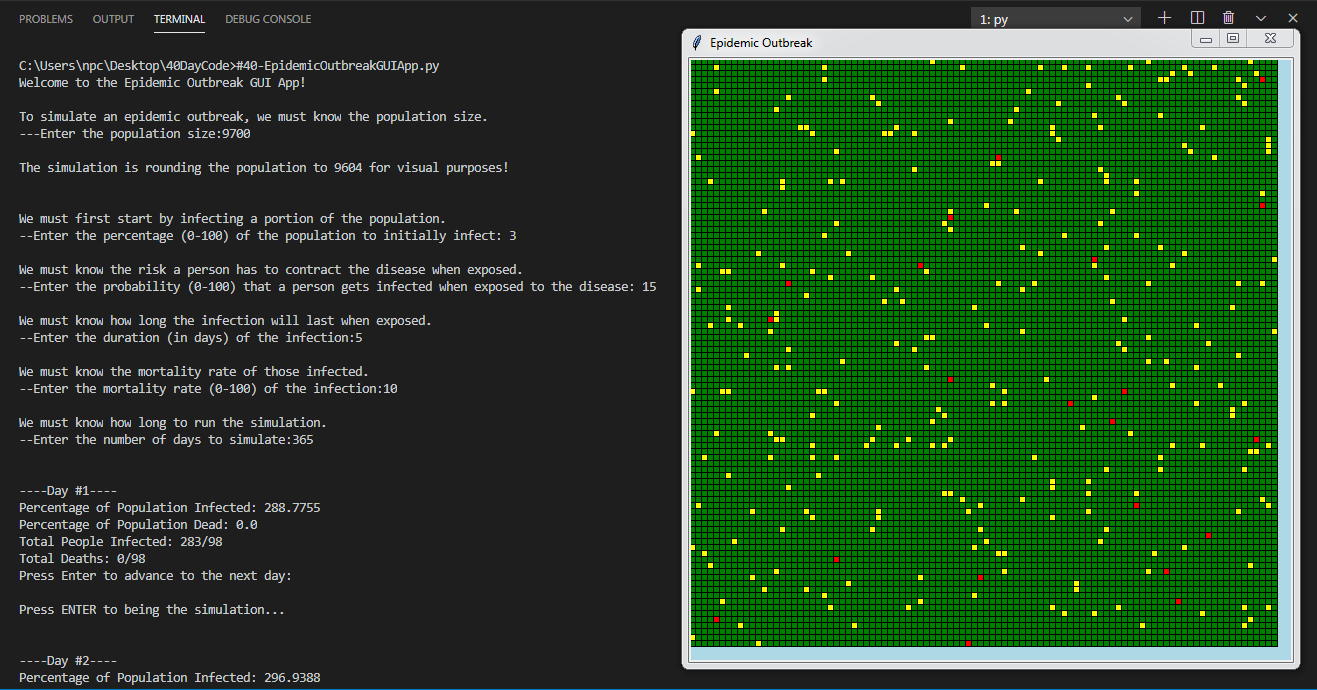 PROBLEMS OUTPUT TERMINAL DEBUG CONSOLE 1: py
Epidemic Outbreak
C:\Users\npc\Desktop\40DayCode>#40-EpidemicOutbreakGUIApp.py
Welcome to the Epidemic Outbreak GUI App!
To simulate an epidemic outbreak, we must know the population size.
---Enter the population size:9700
The simulation is rounding the population to 9604 for visual purposes!
We must first start by infecting a portion of the population.
--Enter the percentage (0-100) of the population to initially infect: 3
We must know the risk a person has to contract the disease when exposed.
--Enter the probability (0-100) that a person gets infected when exposed to the disease: 15
We must know how long the infection will last when exposed.
--Enter the duration (in days) of the infection:5
We must know the mortality rate of those infected.
--Enter the mortality rate (0-100) of the infection:10
We must know how long to run the simulation.
--Enter the number of days to simulate:365
----Day #1----
Percentage of Population Infected: 288.7755
Percentage of Population Dead: 0.0
Total People Infected: 283/98
Total Deaths: 0/98
Press Enter to advance to the next day:
Press ENTER to being the simulation...
----Day #2----
Percentage of Population Infected: 296.9388